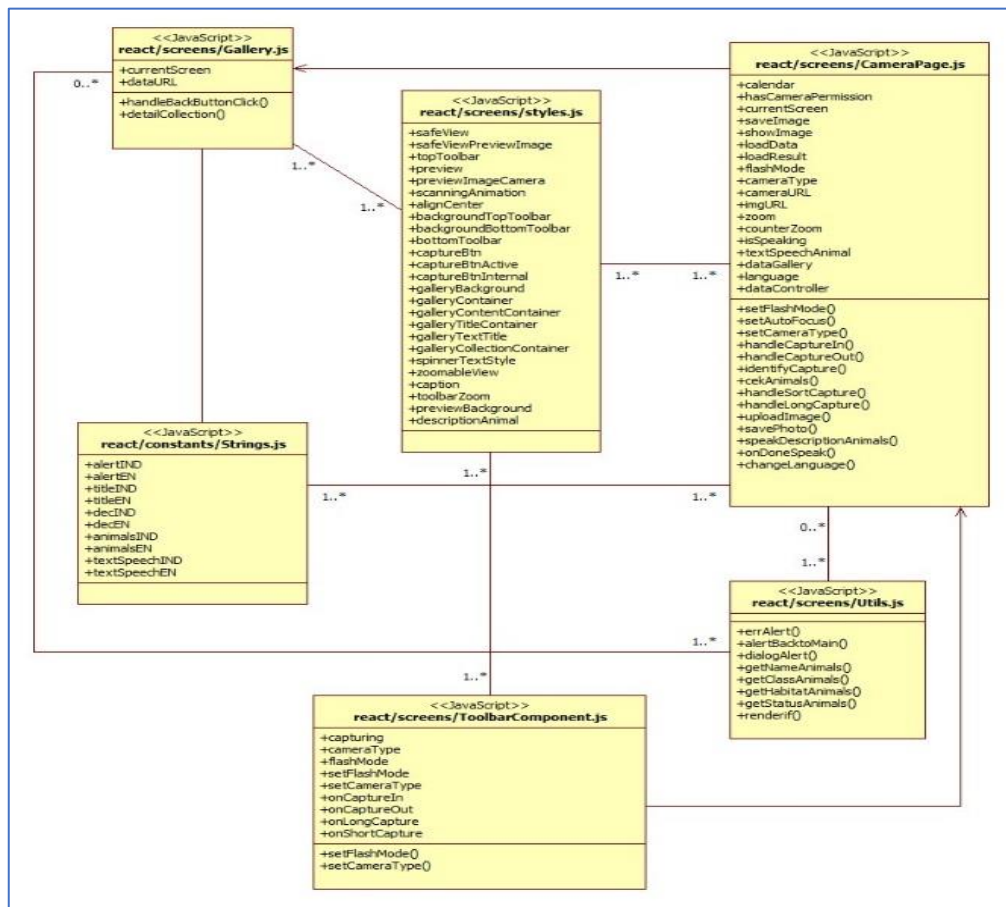 <<JavaScript>>
react/screens/Gallery.js
+currentScreen
+dataURL
+handleBackButtonClick()
+detailCollection()
0..*
1..*
1..*
<<JavaScript>>
react/screens/styles.js
+safeView
+safeViewPreviewImage
+topToolbar
+preview
+previewImageCamera
+scanningAnimation
+alignCenter
+backgroundTopToolbar
+backgroundBottomToolbar
+bottomToolbar
+captureBtn
+captureBtnActive
+captureBtnInternal
+galleryBackground
+galleryContainer
+galleryContentContainer
+galleryTitleContainer
+galleryTextTitle
+galleryCollectionContainer
+spinnerTextStyle
+zoomableView
+caption
+toolbarZoom
+previewBackground
+descriptionAnimal
1..*
1..*
1..*
<<JavaScript>>
react/screens/CameraPage.js
+calendar
+hasCameraPermission
+currentScreen
+saveImage
+showImage
+loadData
+loadResult
+flashMode
+cameraType
+cameraURL
+imgURL
+zoom
+counterZoom
+isSpeaking
+textSpeechAnimal
+dataGallery
+language
+dataController
+setFlashMode()
+setAutoFocus()
+setCameraType()
+handleCaptureIn()
+handleCaptureOut()
+identifyCapture()
+cekAnimals()
+handleSortCapture()
+handleLongCapture()
+uploadImage()
+savePhoto()
+speakDescriptionAnimals()
+onDoneSpeak()
+changeLanguage()
<<JavaScript>>
react/constants/Strings.js
+alertIND
+alertEN
+titleIND
+titleEN
+decIND
+decEN
+animalsIND
+animalsEN
+textSpeechIND
+textSpeechEN
1..*
1..*
0..*
1..*
<<JavaScript>>
react/screens/Utils.js
+errAlert()
+alertBacktoMain()
+dialogAlert()
+getNameAnimals()
+getClassAnimals()
+getHabitatAnimals()
+getStatusAnimals()
+renderif()
1..*
1..*
<<JavaScript>>
react/screens/ToolbarComponent.js
+capturing
+cameraType
+flashMode
+setFlashMode
+setCameraType
+onCaptureIn
+onCaptureOut
+onLongCapture
+onShortCapture
+setFlashMode()
+setCameraType()